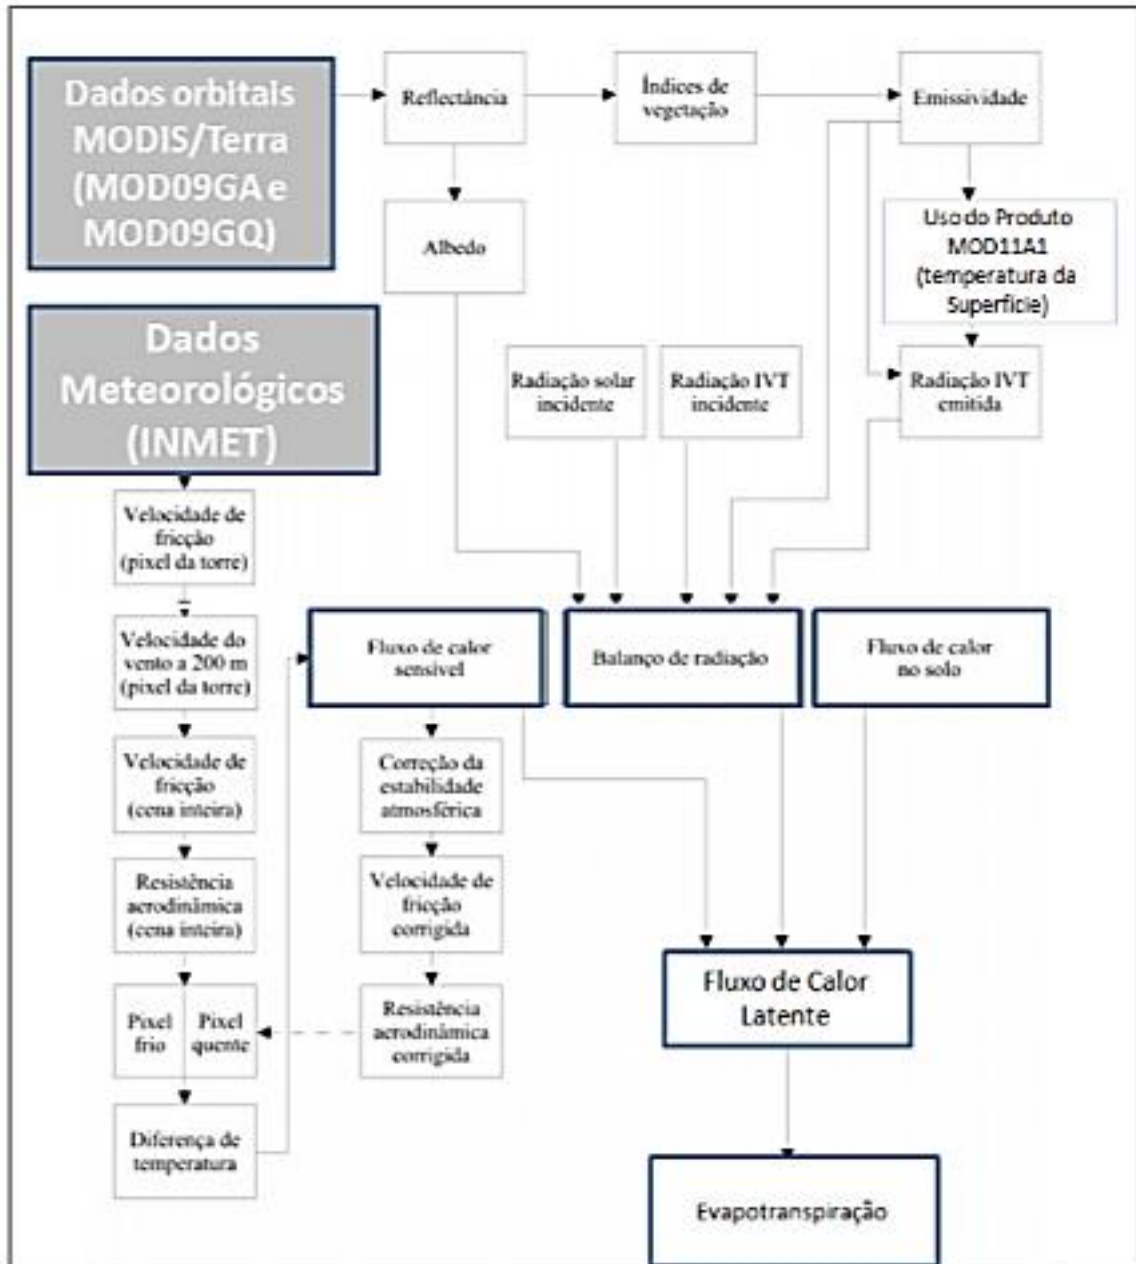 Dados orbitais
MODIS/Terra
(MOD09GA e
MOD09GQ)
Reflectância
Índices de
vegetação
Emissividade
Albedo
Uso do Produto
MOD11A1
(temperatura da
Superfície)
Dados
Meteorológicos
(INMET)
Radiação solar
incidente
Radiação IVT
incidente
Radiação IVT
emitida
Velocidade de
fricção
(pixel da torre)
Velocidade do
vento a 200 m
(pixel da torre)
Fluxo de calor
sensível
Balanço de radiação
Fluxo de calor
no solo
Velocidade de
fricção
(cena inteira)
Correção da
estabilidade
atmosférica
Resistência
aerodinâmica
(cena inteira)
Velocidade de
fricção
corrigida
Pixel
frio
Pixel
quente
Resistência
aerodinâmica
corrigida
Fluxo de Calor
Latente
Diferença de
temperatura
Evapotranspiração